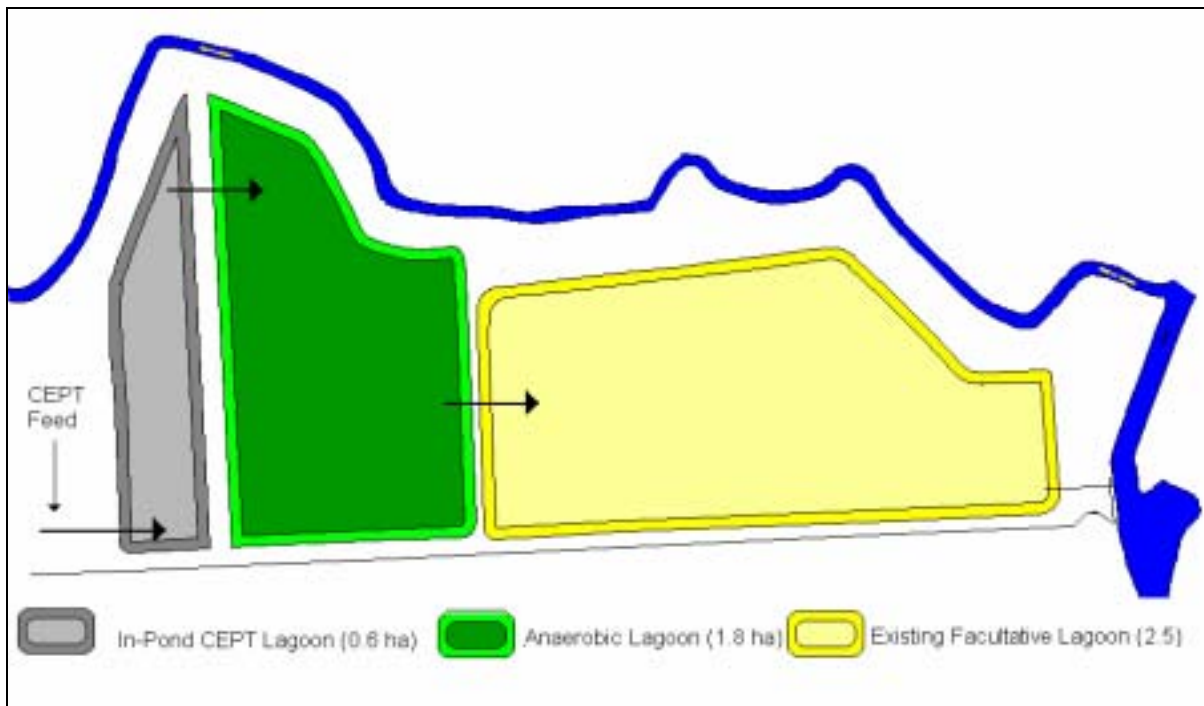 CEPT
Feed
In-Pond CEPT Lagoon (0.6 ha)
Anaerobic Lagoon (1.8 ha)
Existing Facultative Lagoon (2.5)